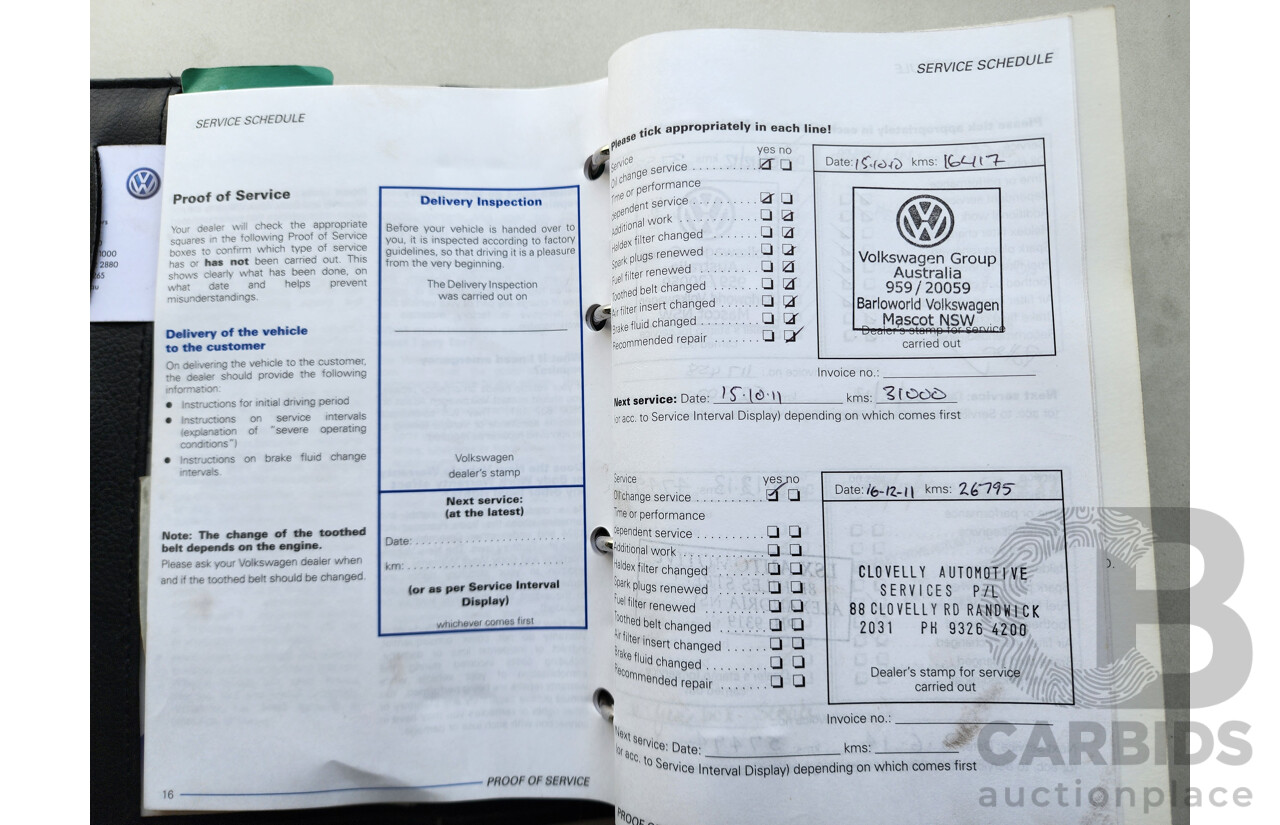 SERVICE SCHEDULE
Proof of Service
Your dealer will check the appropriate
squares in the following Proof of Service
boxes to confirm which type of service
has or has not been carried out. This
shows clearly what has been done, on
what date and helps prevent
misunderstandings.
Delivery of the vehicle
to the customer
On delivering the vehicle to the customer,
the dealer should provide the following
information:
● Instructions for initial driving period
● Instructions on service intervals
(explanation of "severe operating
conditions")
● Instructions on brake fluid change
intervals.
Note: The change of the toothed
belt depends on the engine.
Please ask your Volkswagen dealer when
and if the toothed belt should be changed.
Delivery Inspection
Before your vehicle is handed over to
you, it is inspected according to factory
guidelines, so that driving it is a pleasure
from the very beginning.
The Delivery Inspection
was carried out on
Volkswagen
dealer's stamp
Next service:
(at the latest)
Date:
km:
(or as per Service Interval
Display)
whichever comes first
16
PROOF OF SERVICE
1000
2880
SERVICE SCHEDULE
Please tick appropriately in each line!
Service yes no
Oil change service
Time or performance
dependent service
Additional work
Haldex filter changed
Spark plugs renewed
Fuel filter renewed
Toothed belt changed
Air filter insert changed
Brake fluid changed
Recommended repair
Date: 15.10.10 kms: 16417
Volkswagen Group
Australia
959 / 20059
Barloworld Volkswagen
Mascot NSW
Dealer's stamp for service
carried out
Invoice no.:
Next service: Date: 15.10.11 kms: 31000
(or acc. to Service Interval Display) depending on which comes first
Service yes no
Oil change service
Time or performance
dependent service
Additional work
Haldex filter changed
Spark plugs renewed
Fuel filter renewed
Toothed belt changed
Air filter insert changed
Brake fluid changed
Recommended repair
Date: 16-12-11 kms: 26795
CLOVELLY AUTOMOTIVE
SERVICES P/L
88 CLOVELLY RD RANDWICK
2031 PH 9326 4200
Dealer's stamp for service
carried out
Invoice no.:
Next service: Date: kms:
(or acc. to Service Interval Display) depending on which comes first
CARBIDS
auctionplace